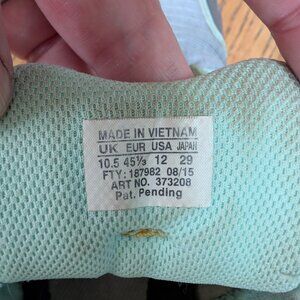 MADE IN VIETNAM
UK EUR USA JAPAN
10.5 45⅓ 12 29
FTY: 187982 08/15
ART NO. 373208
Pat. Pending